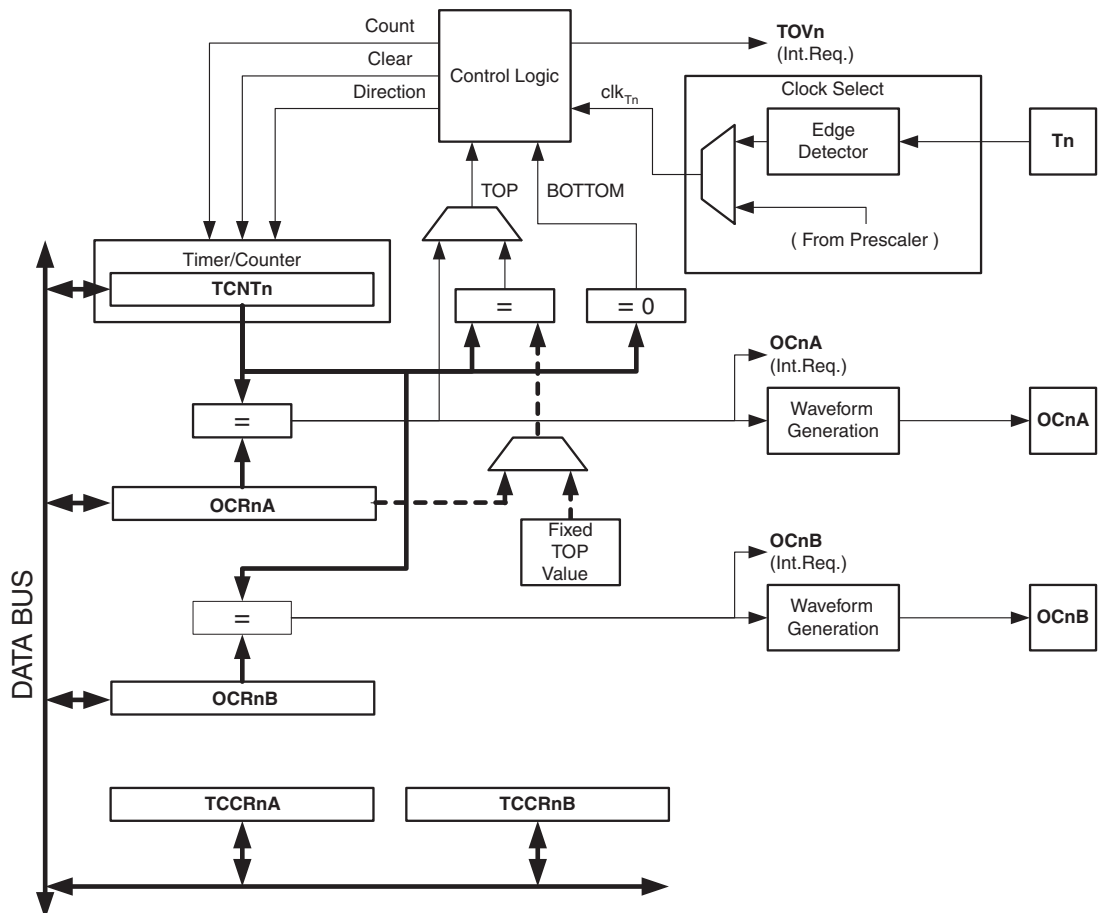 Count
Clear
Direction
Control Logic
TOVn
(Int.Req.)
Clock Select
clkTn
Edge
Detector
Tn
( From Prescaler )
TOP
BOTTOM
Timer/Counter
TCNTn
=
= 0
OCnA
(Int.Req.)
Waveform
Generation
OCnA
=
OCRnA
Fixed
TOP
Value
OCnB
(Int.Req.)
Waveform
Generation
OCnB
=
OCRnB
DATA BUS
TCCRnA
TCCRnB